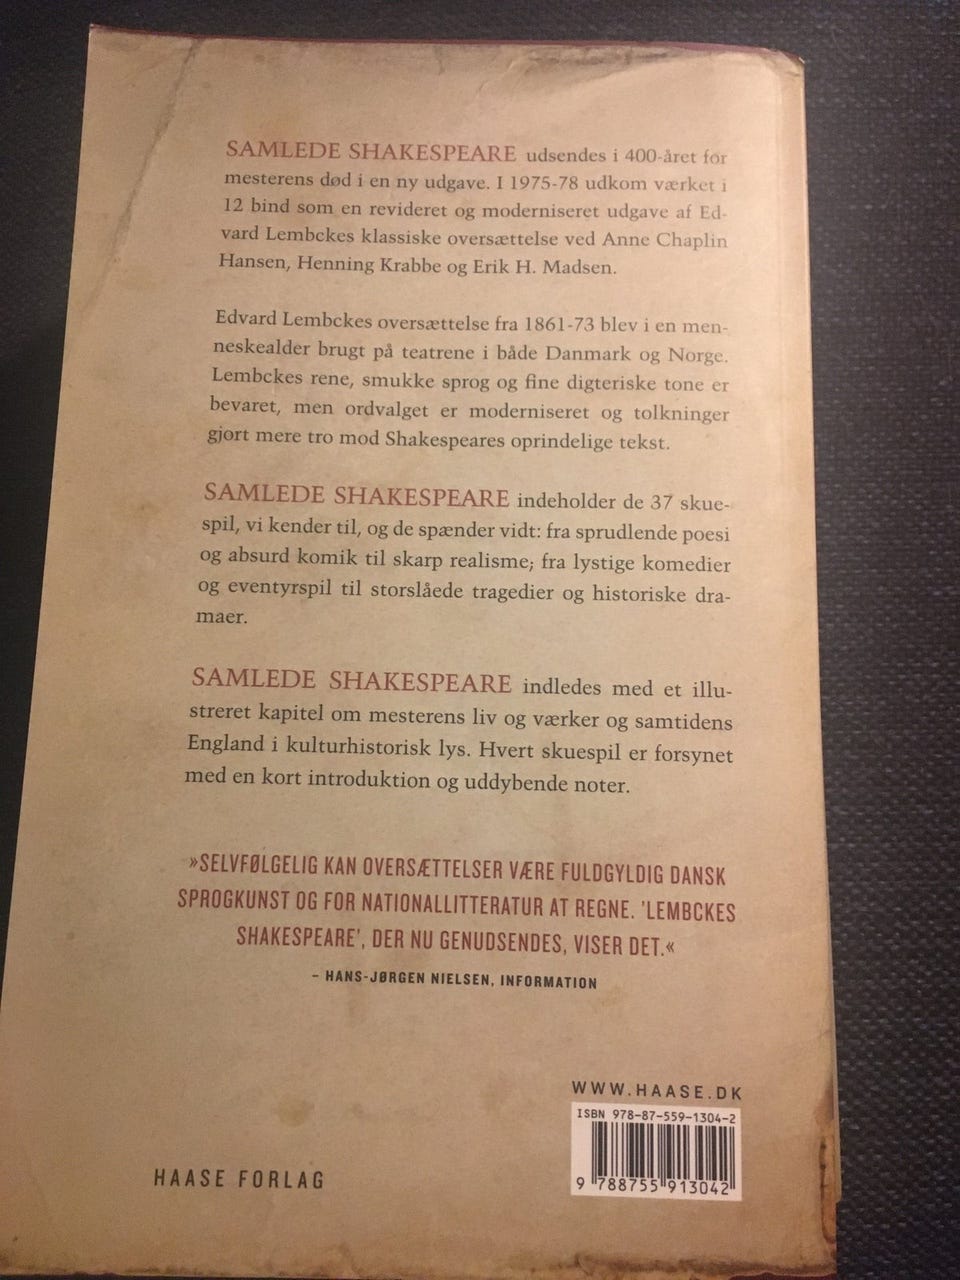 SAMLEDE SHAKESPEARE udsendes i 400-året for
mesterens død i en ny udgave. I 1975-78 udkom værket i
12 bind som en revideret og moderniseret udgave af Ed-
vard Lembckes klassiske oversættelse ved Anne Chaplin
Hansen, Henning Krabbe og Erik H. Madsen.
Edvard Lembckes oversættelse fra 1861-73 blev i en men-
neskealder brugt på teatrene i både Danmark og Norge.
Lembckes rene, smukke sprog og fine digteriske tone er
bevaret, men ordvalget er moderniseret og tolkninger
gjort mere tro mod Shakespeares oprindelige tekst.
SAMLEDE SHAKESPEARE indeholder de 37 skue-
spil, vi kender til, og de spænder vidt: fra sprudlende poesi
og absurd komik til skarp realisme; fra lystige komedier
og eventyrspil til storslåede tragedier og historiske dra-
maer.
SAMLEDE SHAKESPEARE indledes med et illu-
streret kapitel om mesterens liv og værker og samtidens
England i kulturhistorisk lys. Hvert skuespil er forsynet
med en kort introduktion og uddybende noter.
»SELVFØLGELIG KAN OVERSÆTTELSER VÆRE FULDGYLDIG DANSK
SPROGKUNST OG FOR NATIONALLITTERATUR AT REGNE. 'LEMBCKES
SHAKESPEARE', DER NU GENUDSENDES, VISER DET.«
– HANS-JØRGEN NIELSEN, INFORMATION
WWW.HAASE.DK
ISBN 978-87-559-1304-2
9 788755 913042
HAASE FORLAG